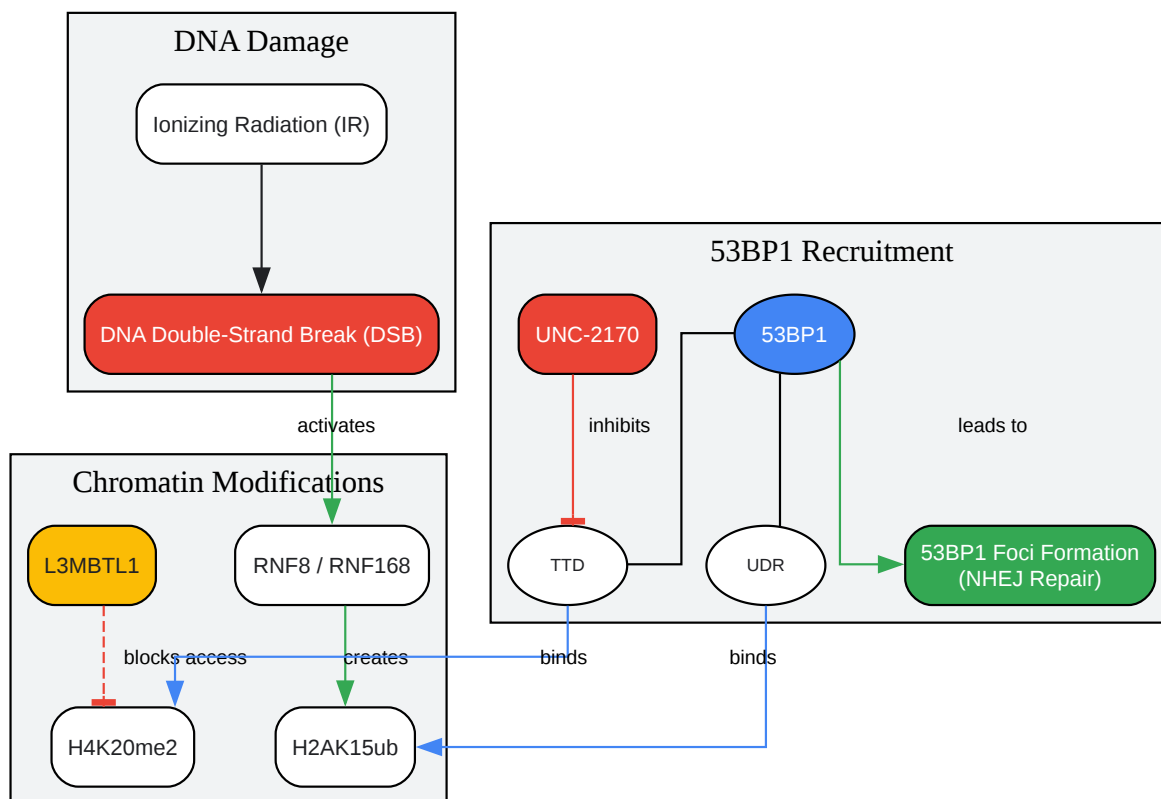 DNA Damage
Ionizing Radiation (IR)
DNA Double-Strand Break (DSB)
activates
53BP1 Recruitment
UNC-2170
53BP1
inhibits
leads to
TTD
UDR
53BP1 Foci Formation
(NHEJ Repair)
Chromatin Modifications
L3MBTL1
RNF8 / RNF168
blocks access
creates
binds
binds
H4K20me2
H2AK15ub